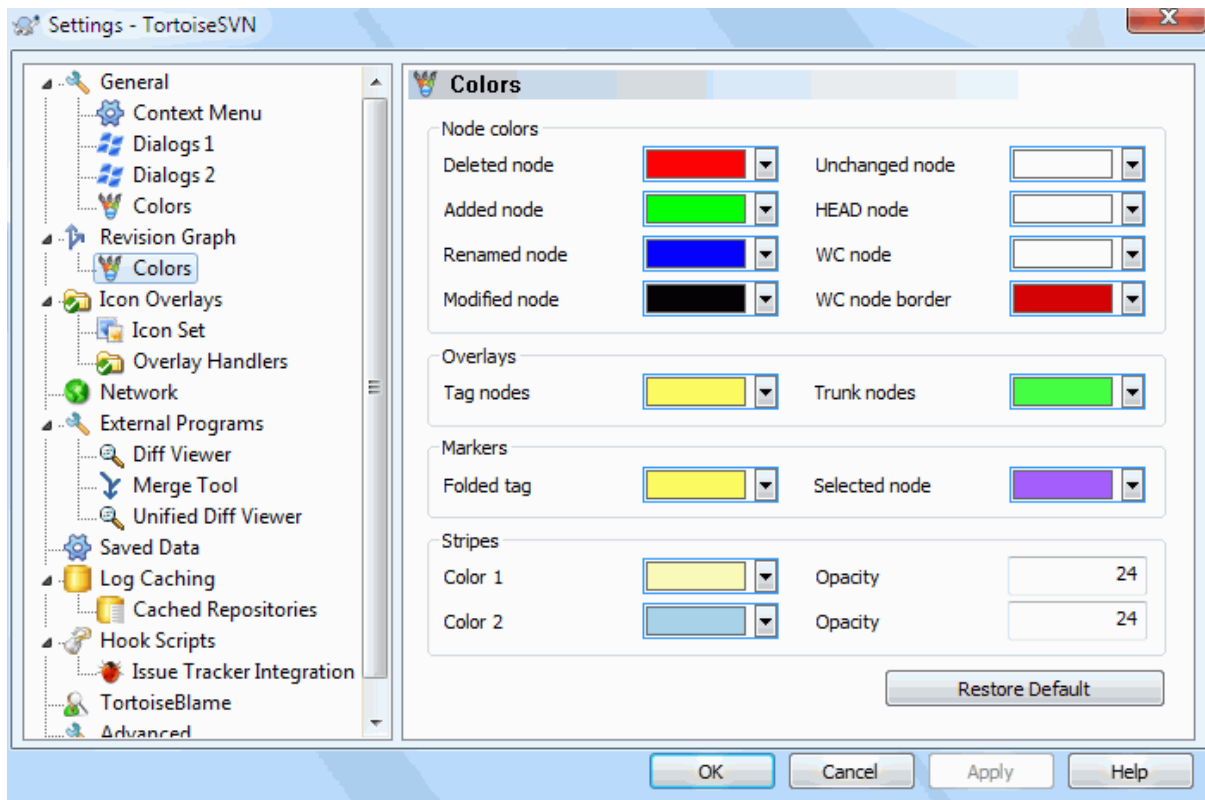 Settings - TortoiseSVN
X
General
Context Menu
Dialogs 1
Dialogs 2
Colors
Revision Graph
Colors
Icon Overlays
Icon Set
Overlay Handlers
Network
External Programs
Diff Viewer
Merge Tool
Unified Diff Viewer
Saved Data
Log Caching
Cached Repositories
Hook Scripts
Issue Tracker Integration
TortoiseBlame
Advanced
Colors
Node colors
Deleted node Unchanged node
Added node HEAD node
Renamed node WC node
Modified node WC node border
Overlays
Tag nodes Trunk nodes
Markers
Folded tag Selected node
Stripes
Color 1 Opacity 24
Color 2 Opacity 24
Restore Default
OK Cancel Apply Help